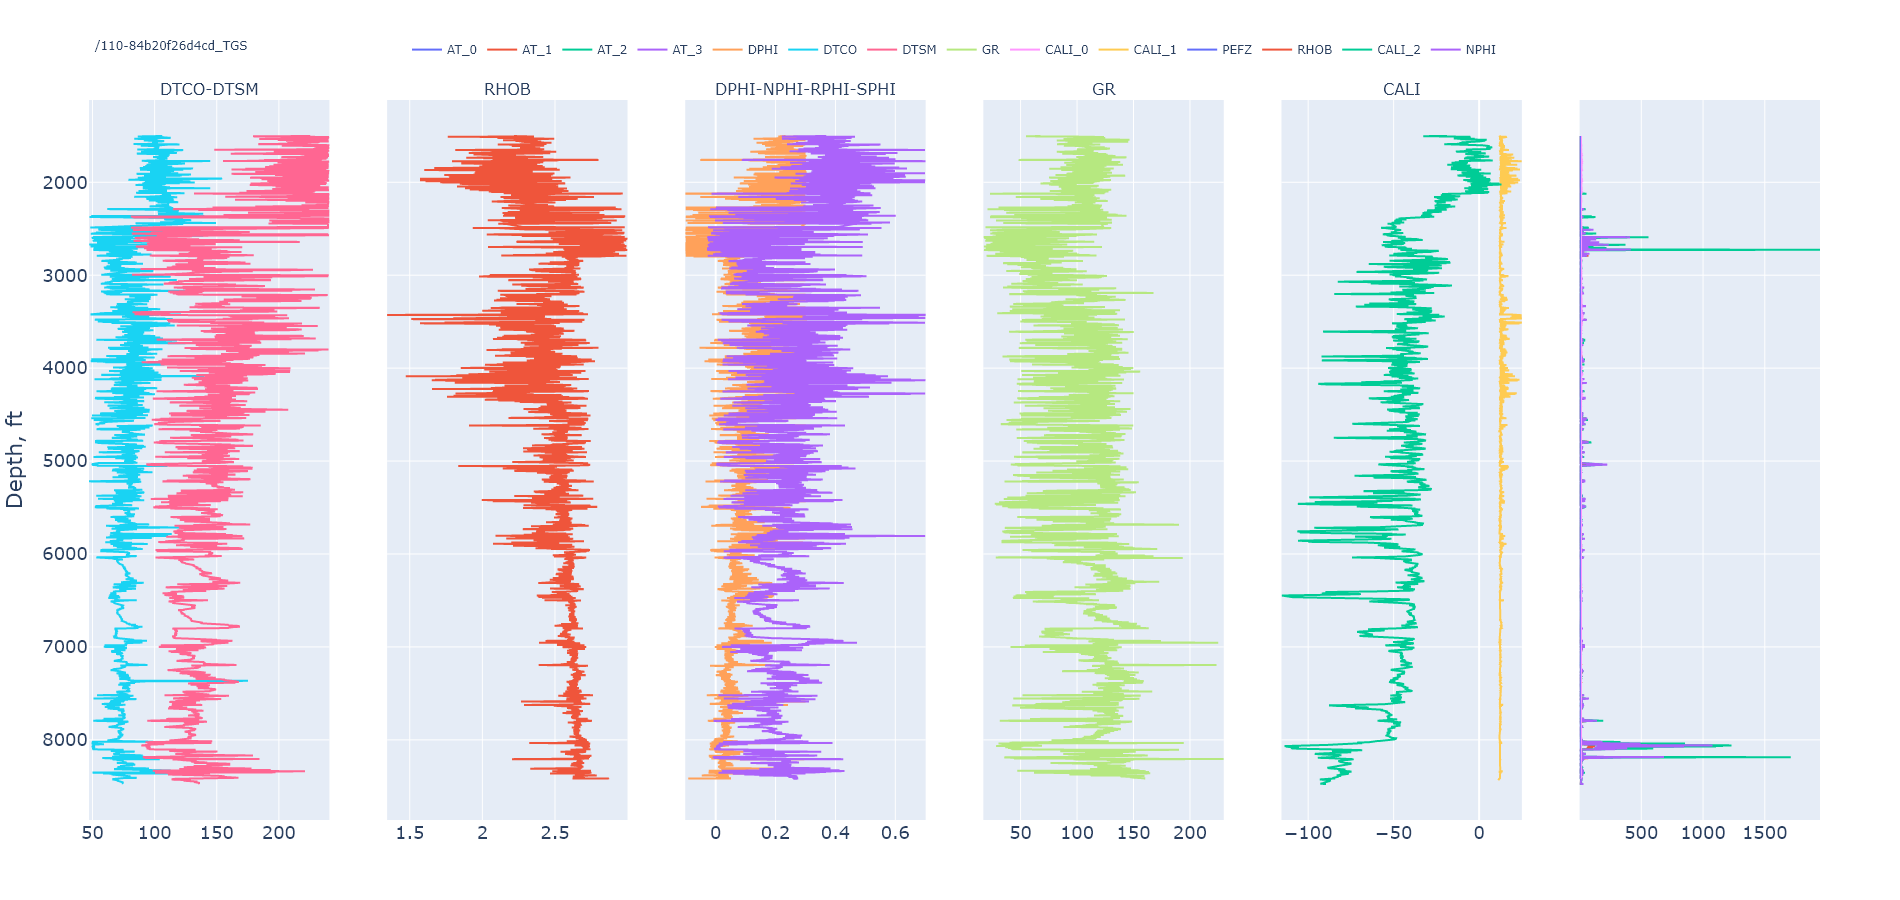 /110-84b20f26d4cd_TGS
AT_0 AT_1 AT_2 AT_3 DPHI DTCO DTSM GR CALI_0 CALI_1 PEFZ RHOB CALI_2 NPHI
DTCO-DTSM RHOB DPHI-NPHI-RPHI-SPHI GR CALI
Depth, ft
2000
3000
4000
5000
6000
7000
8000
50 100 150 200 1.5 2 2.5 0 0.2 0.4 0.6 50 100 150 200 −100 −50 0 500 1000 1500